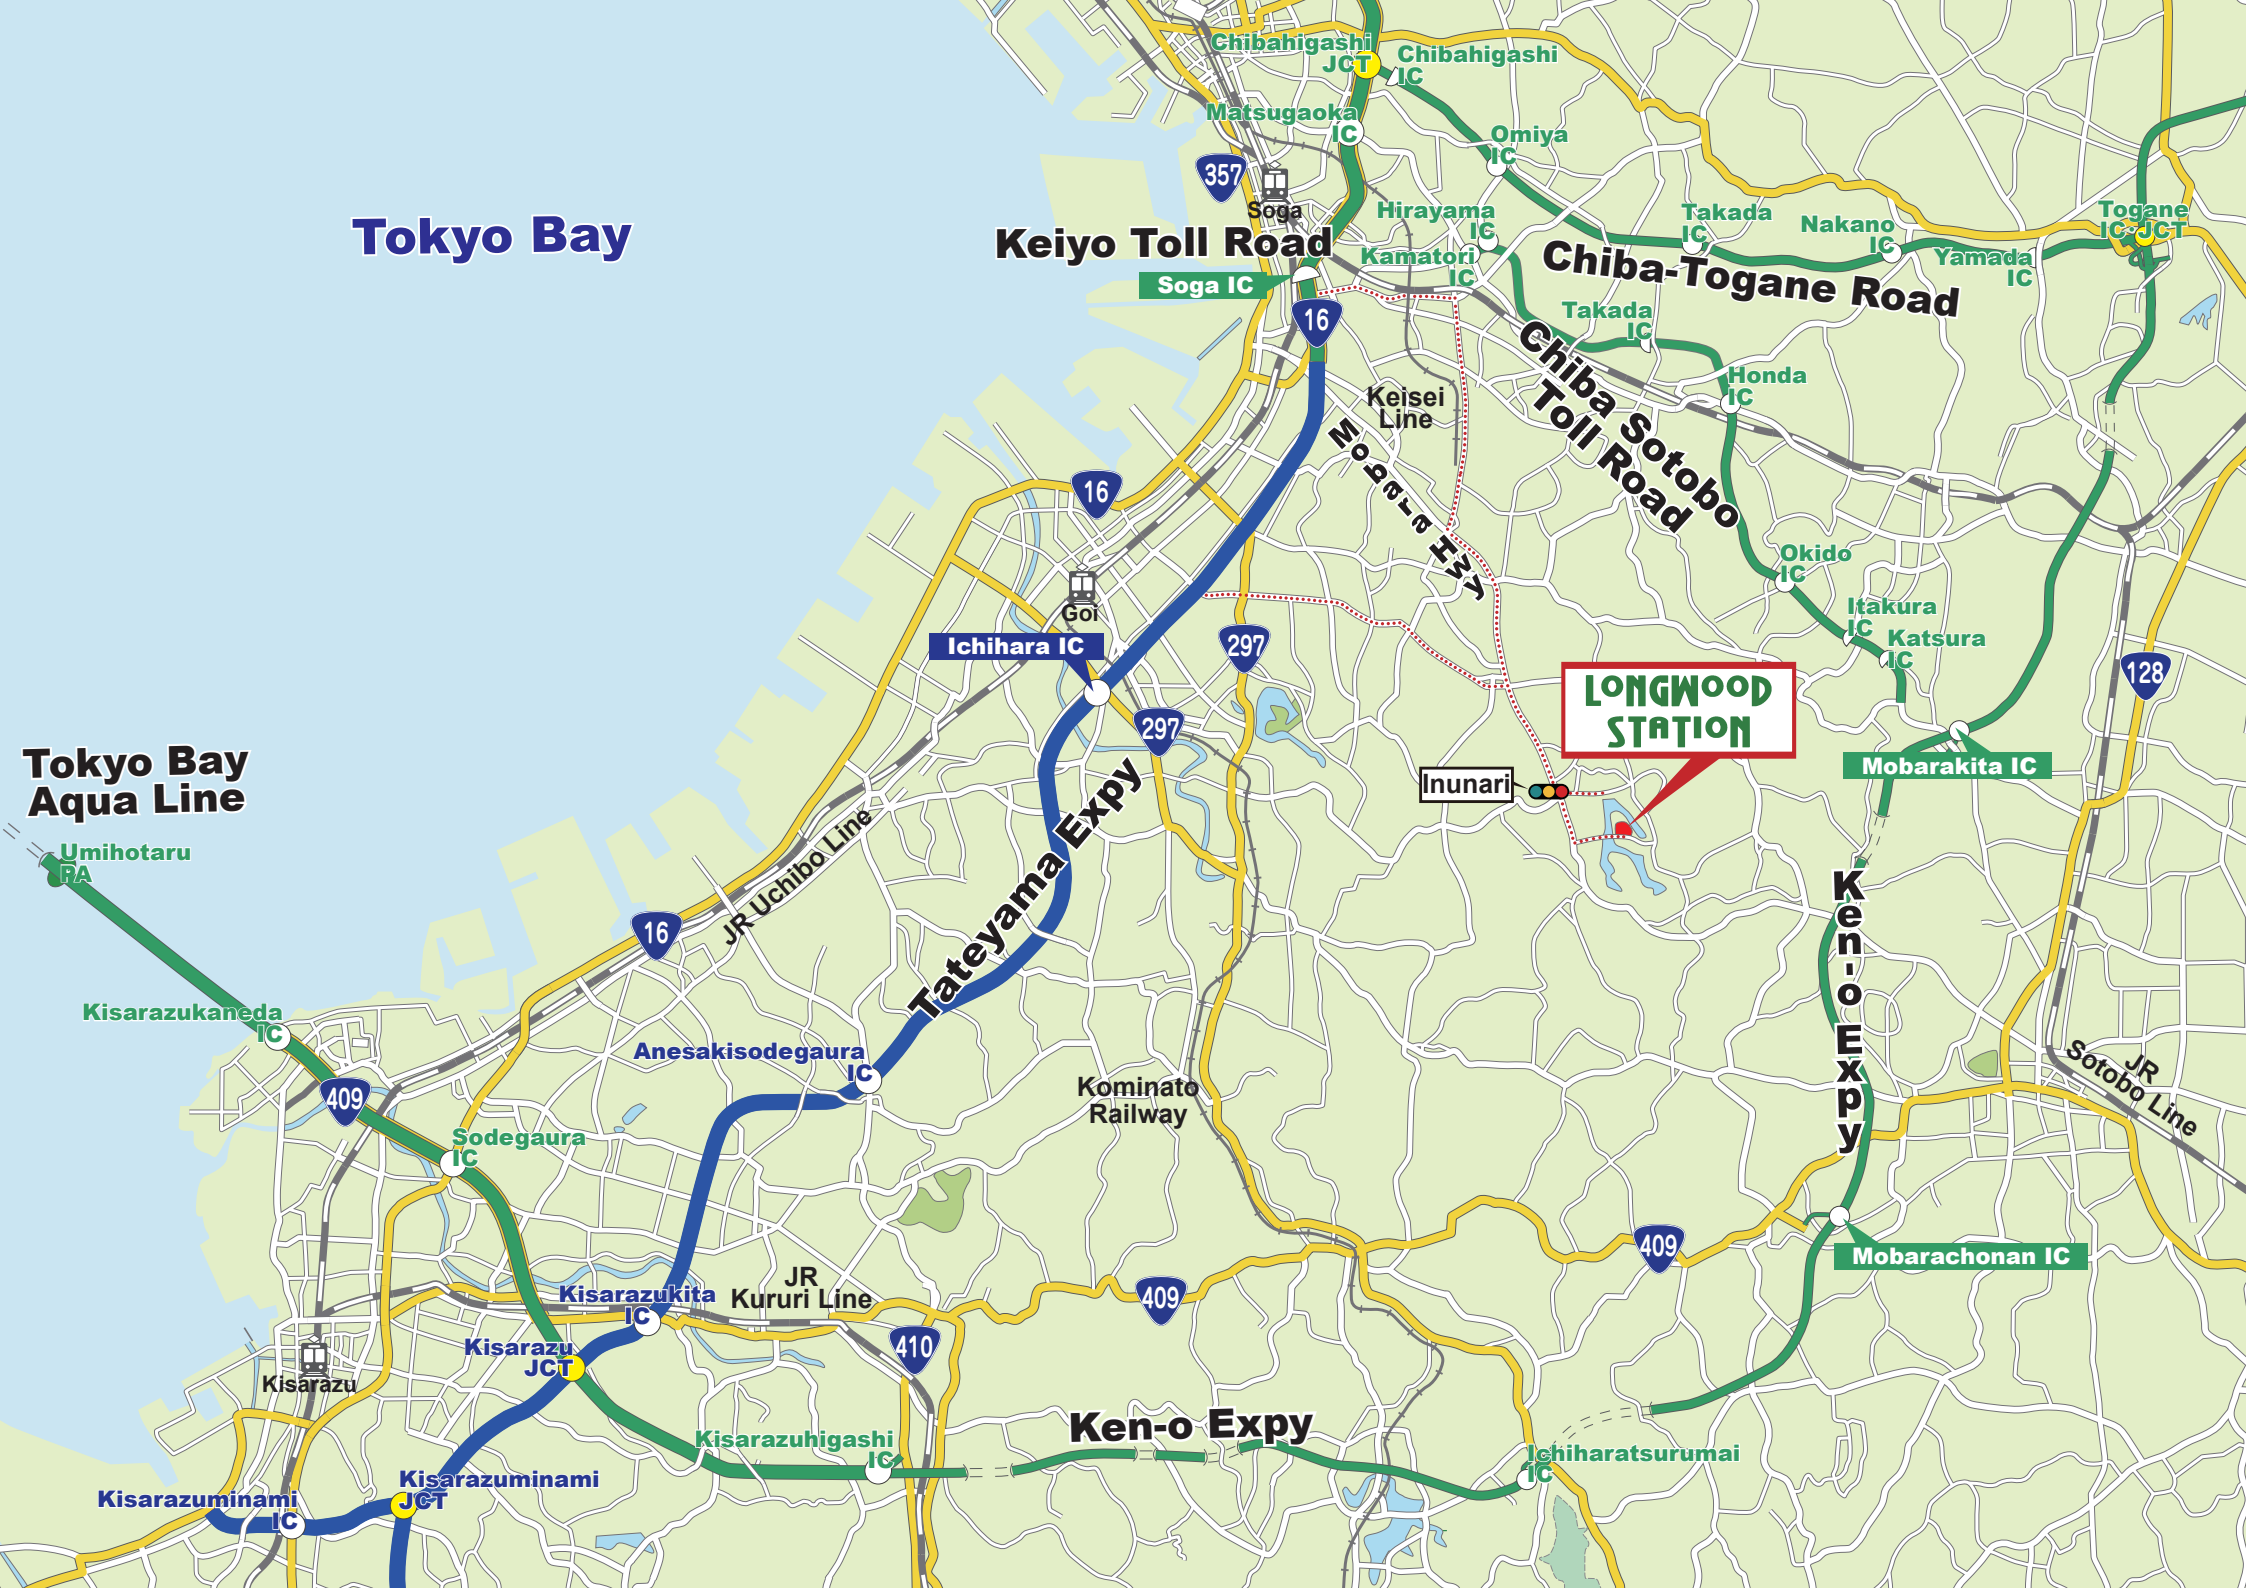 Chibahigashi
JCT
Chibahigashi
IC
Matsugaoka
IC
Omiya
IC
357
Soga
Hirayama
IC
Kamatori
IC
Takada
IC
Nakano
IC
Togane
IC·JCT
Yamada
IC
Tokyo Bay
Keiyo Toll Road
Chiba-Togane Road
Soga IC
16
Takada
IC
Chiba Sotobo
Toll Road
Honda
IC
Keisei
Line
Mobara Hwy
16
Okido
IC
Goi
Itakura
IC
Katsura
IC
Ichihara IC
297
297
128
LONGWOOD
STATION
Mobarakita IC
Inunari
Tokyo Bay
Aqua Line
Umihotaru
PA
JR Uchibo Line
Tateyama Expy
16
Ken-o Expy
Kisarazukaneda
IC
Anesakisodegaura
IC
409
Kominato
Railway
JR
Sotobo Line
Sodegaura
IC
409
Mobarachonan IC
JR
Kururi Line
409
Kisarazukita
IC
Kisarazu
JCT
410
Kisarazu
Ken-o Expy
Kisarazuhigashi
IC
Ichiharatsurumai
IC
Kisarazuminami
JCT
Kisarazuminami
IC